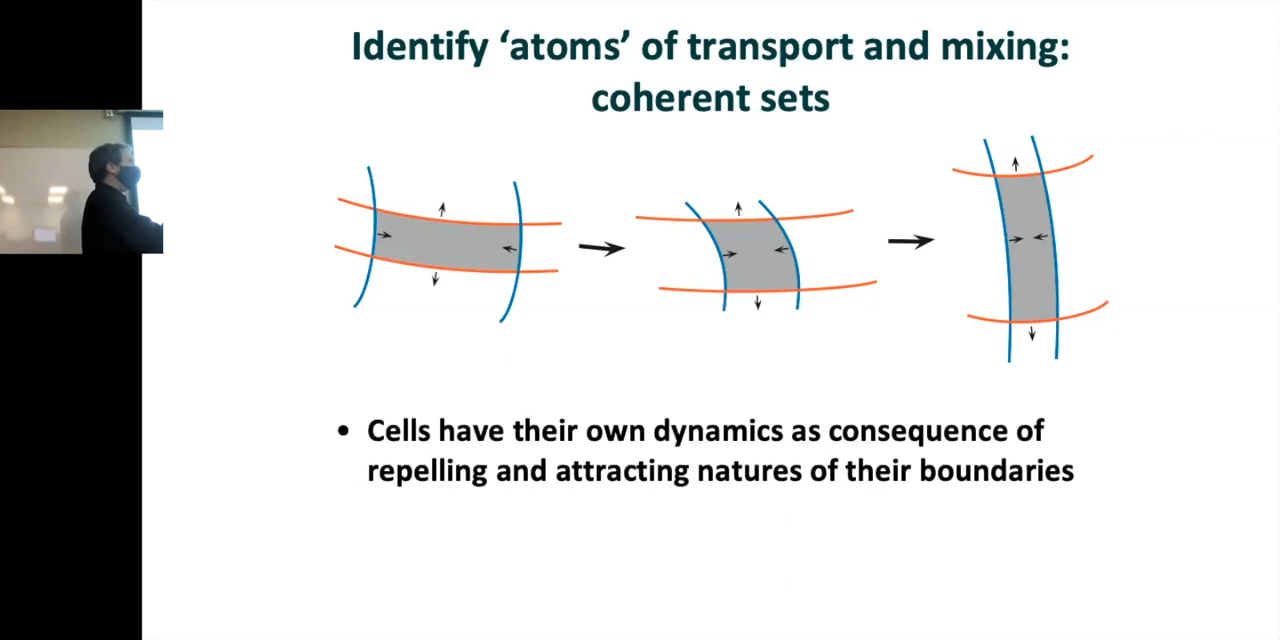 Identify ‘atoms’ of transport and mixing:
coherent sets
• Cells have their own dynamics as consequence of
repelling and attracting natures of their boundaries